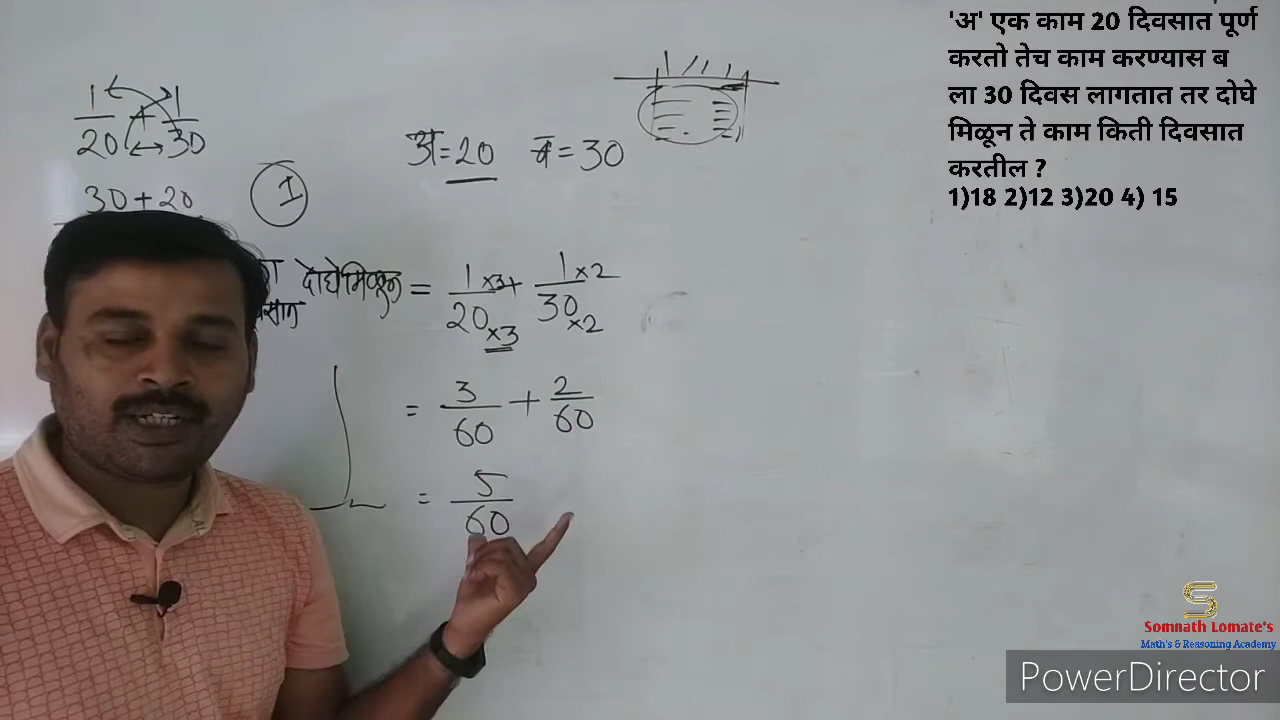 'अ' एक काम 20 दिवसात पूर्ण
करतो तेच काम करण्यास ब
ला 30 दिवस लागतात तर दोघे
मिळून ते काम किती दिवसात
करतील ?
1)18 2)12 3)20 4) 15
1/20 + 1/30
30 + 20
I
अ = 20 ब = 30
दोघे मिळून = 1 ×3/20 ×3 + 1 ×2/30 ×2
= 3/60 + 2/60
= 5/60
S
Somnath Lomate's
Math's & Reasoning Academy
PowerDirector